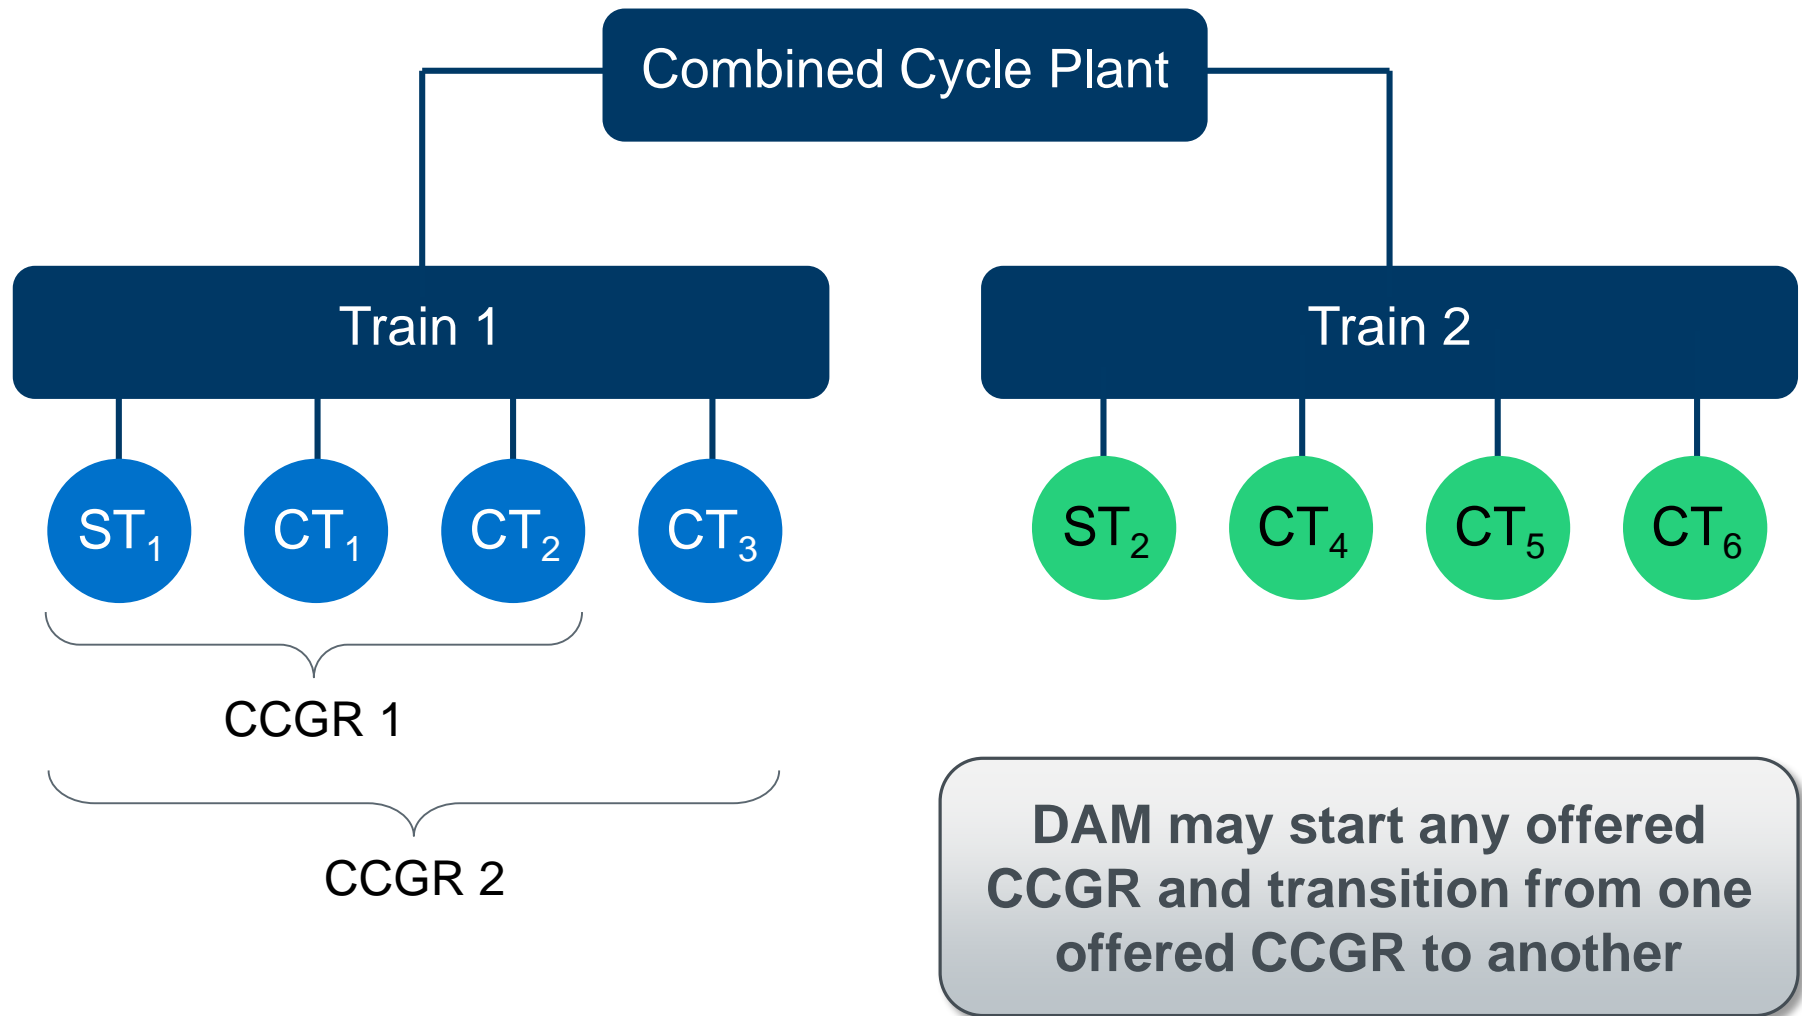 Combined Cycle Plant
Train 1
Train 2
ST₁
CT₁
CT₂
CT₃
ST₂
CT₄
CT₅
CT₆
CCGR 1
CCGR 2
DAM may start any offered
CCGR and transition from one
offered CCGR to another